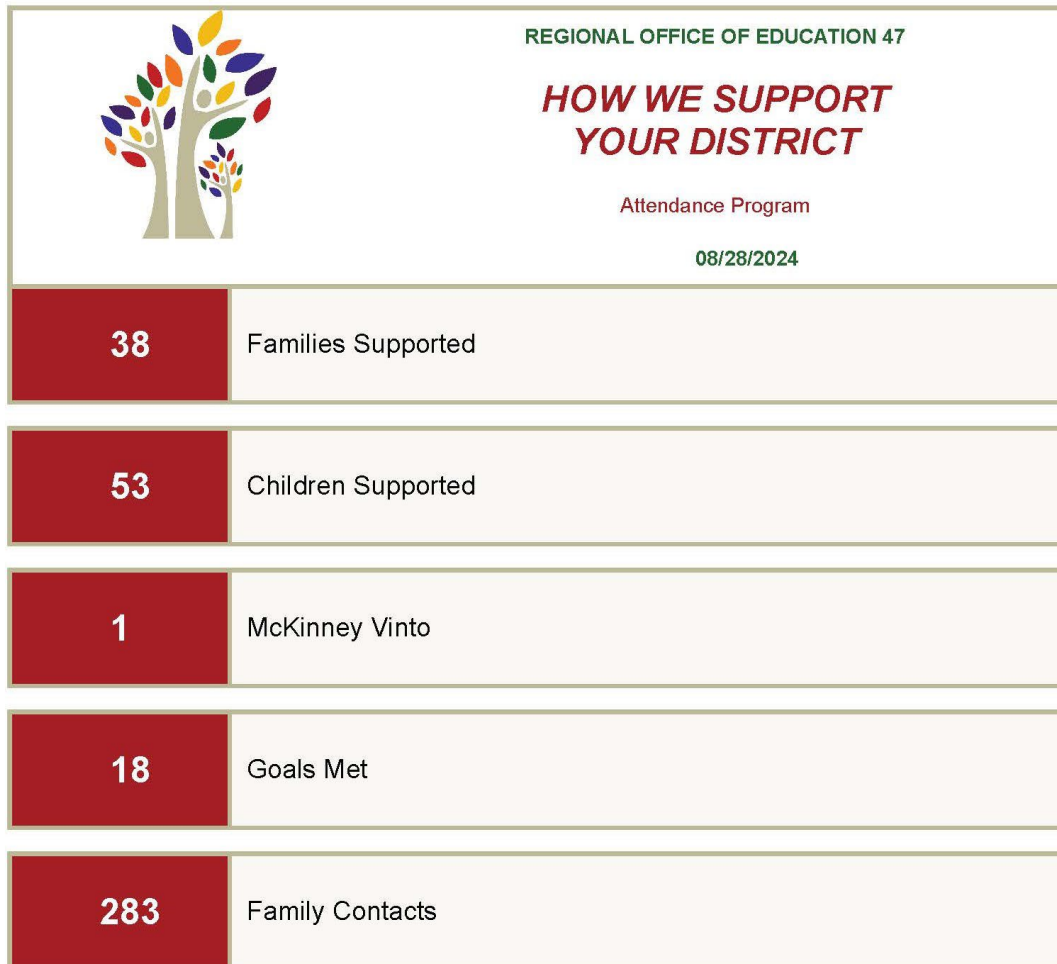 REGIONAL OFFICE OF EDUCATION 47
HOW WE SUPPORT
YOUR DISTRICT
Attendance Program
08/28/2024
38 Families Supported
53 Children Supported
1 McKinney Vinto
18 Goals Met
283 Family Contacts